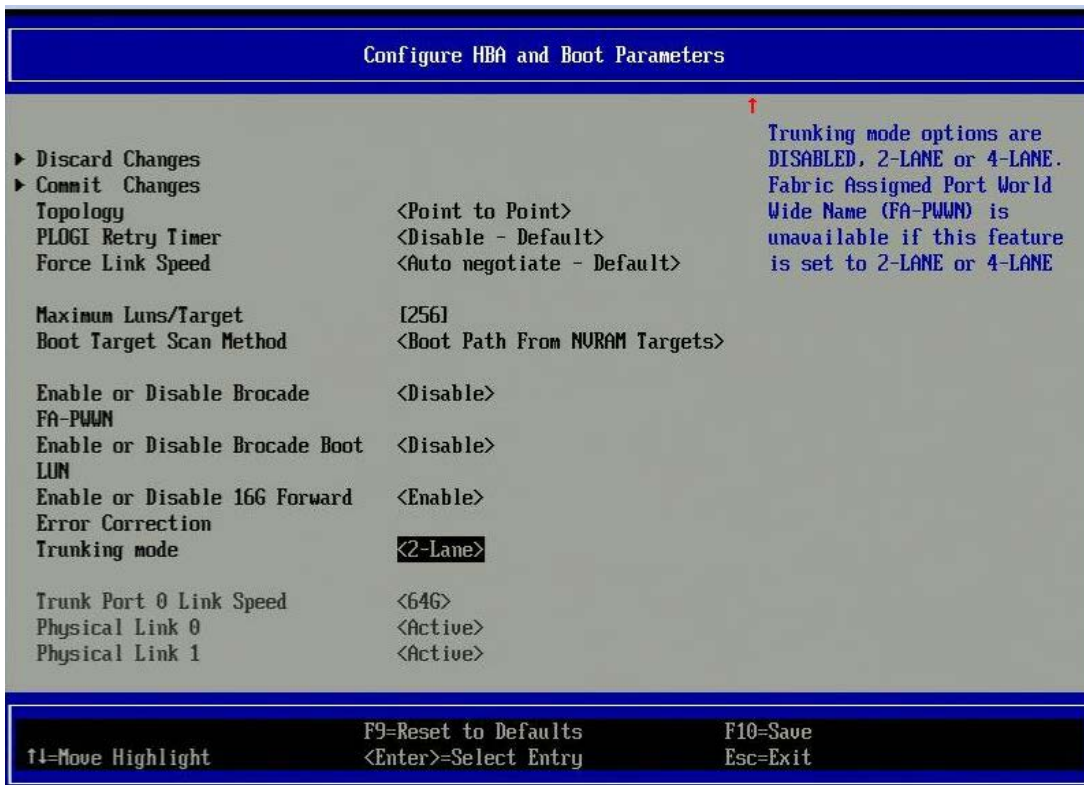 Configure HBA and Boot Parameters
↑
▶ Discard Changes
▶ Commit Changes
Topology <Point to Point>
PLOGI Retry Timer <Disable - Default>
Force Link Speed <Auto negotiate - Default>
Maximum Luns/Target [256]
Boot Target Scan Method <Boot Path From NVRAM Targets>
Enable or Disable Brocade <Disable>
FA-PWWN
Enable or Disable Brocade Boot <Disable>
LUN
Enable or Disable 16G Forward <Enable>
Error Correction
Trunking mode <2-Lane>
Trunk Port 0 Link Speed <64G>
Physical Link 0 <Active>
Physical Link 1 <Active>
Trunking mode options are
DISABLED, 2-LANE or 4-LANE.
Fabric Assigned Port World
Wide Name (FA-PWWN) is
unavailable if this feature
is set to 2-LANE or 4-LANE
F9=Reset to Defaults F10=Save
↑↓=Move Highlight <Enter>=Select Entry Esc=Exit